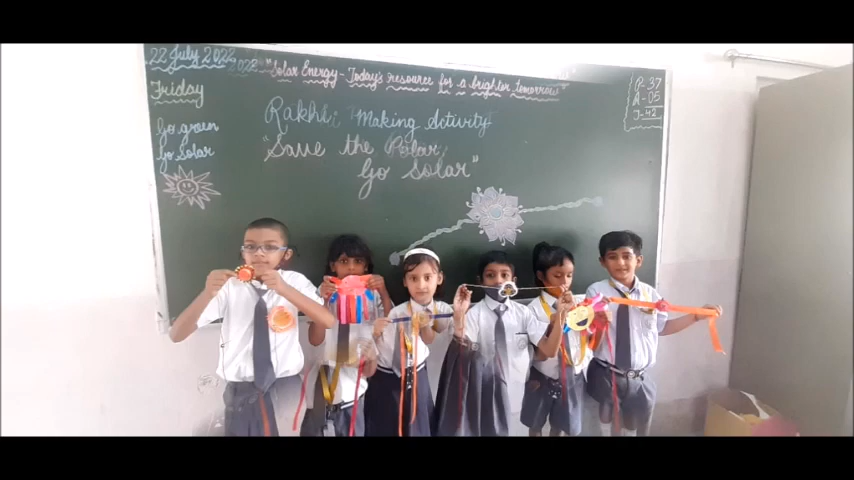 22 July 2022
Friday
Go green
Go Solar
"Solar Energy - Today's resource for a brighter tomorrow"
Rakhi Making Activity
"Save the Polar,
Go Solar"
P-37
A-05
T-42